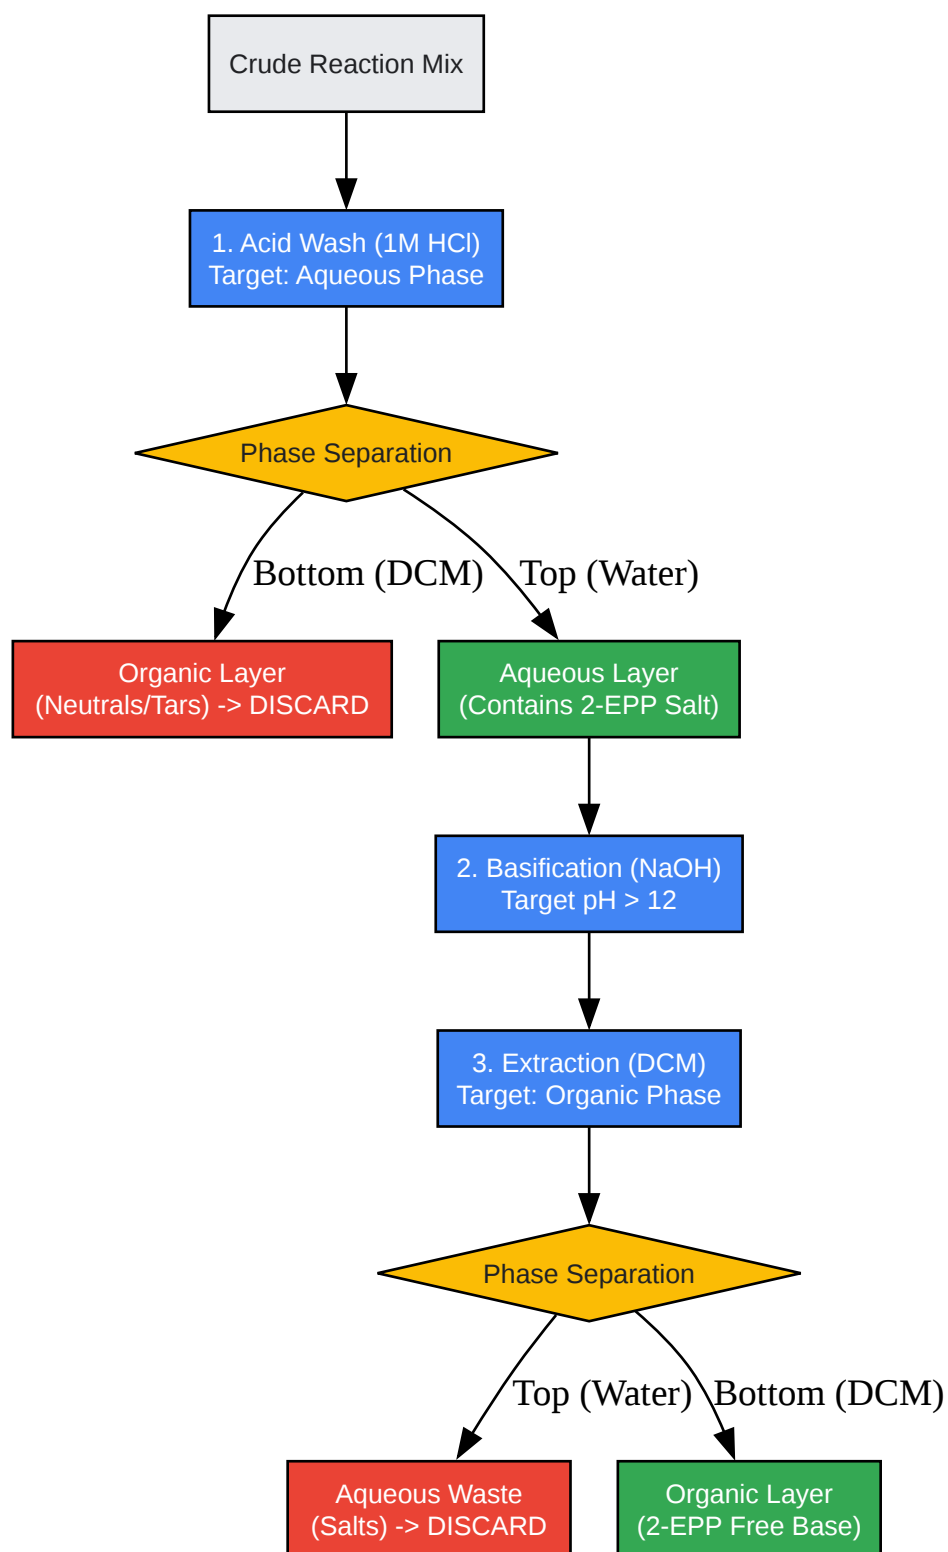 Crude Reaction Mix
1. Acid Wash (1M HCl)
Target: Aqueous Phase
Phase Separation
Bottom (DCM)
Top (Water)
Organic Layer
(Neutrals/Tars) -> DISCARD
Aqueous Layer
(Contains 2-EPP Salt)
2. Basification (NaOH)
Target pH > 12
3. Extraction (DCM)
Target: Organic Phase
Phase Separation
Top (Water)
Bottom (DCM)
Aqueous Waste
(Salts) -> DISCARD
Organic Layer
(2-EPP Free Base)